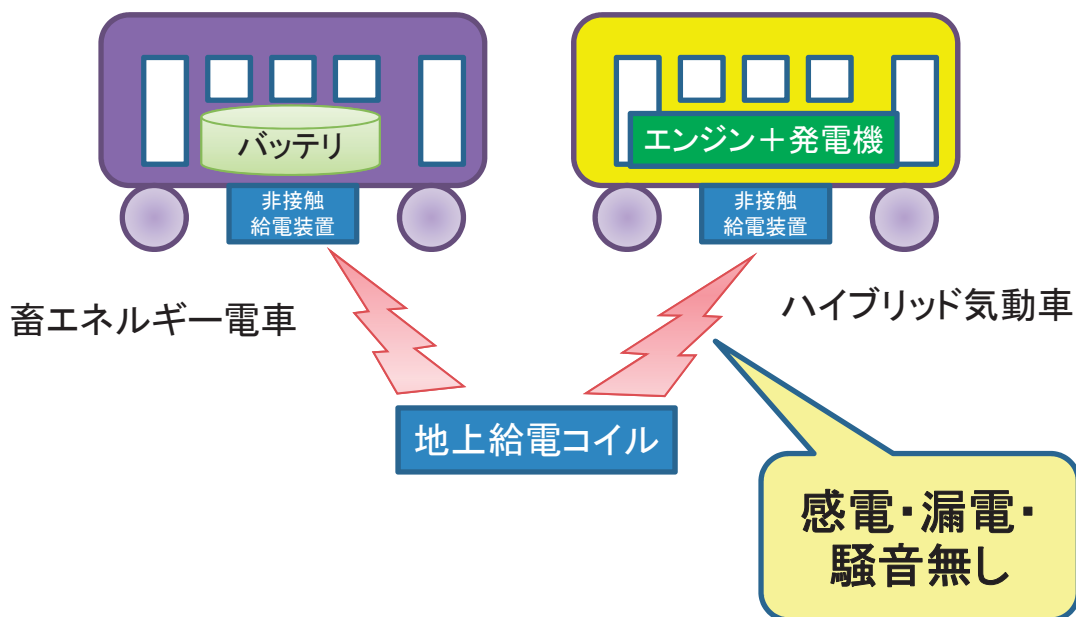 バッテリ
エンジン＋発電機
非接触
給電装置
非接触
給電装置
畜エネルギー電車
ハイブリッド気動車
地上給電コイル
感電・漏電・
騒音無し